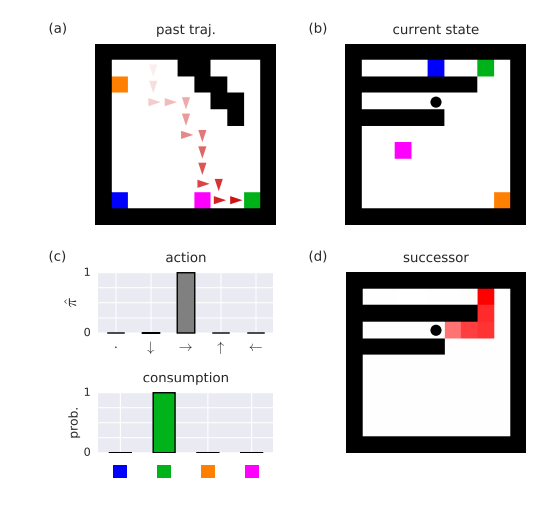 (a) past traj.
(b) current state
(c) action
1
π̂
0
· ↓ → ↑ ←
consumption
1
prob.
0
(d) successor